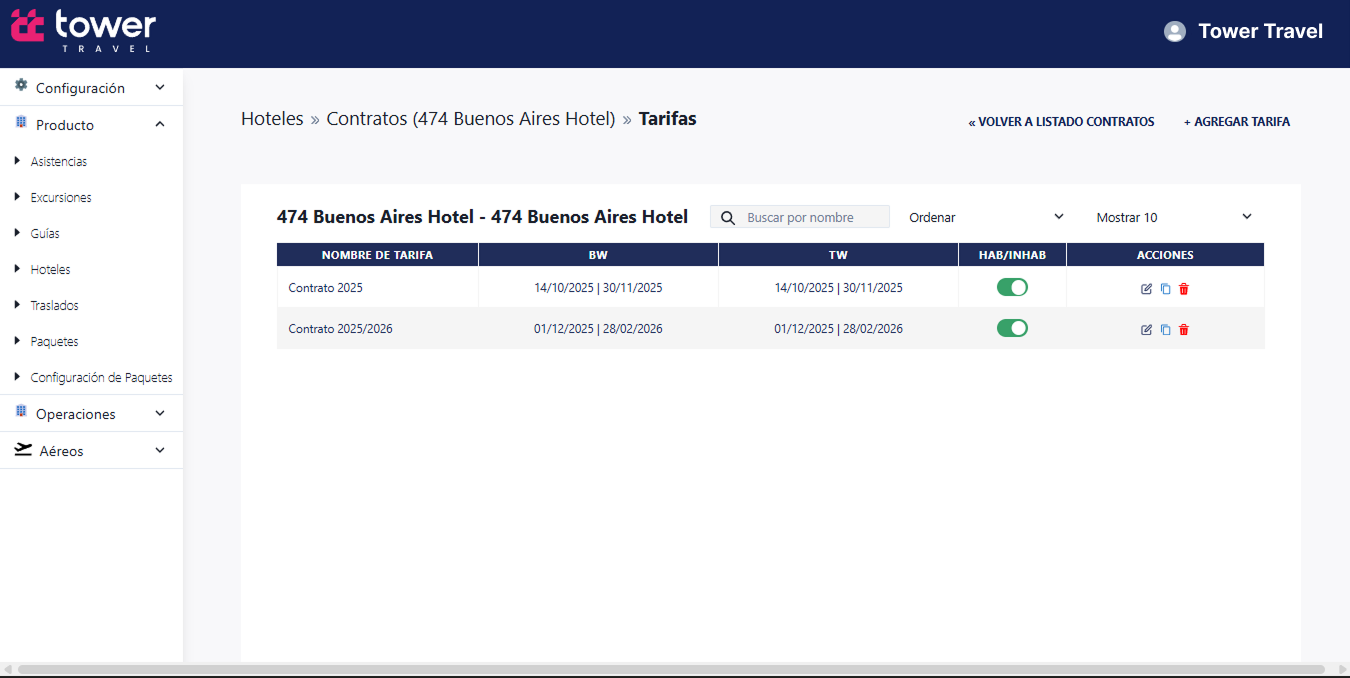 tower
TRAVEL
Tower Travel
Configuración
Producto
Asistencias
Excursiones
Guías
Hoteles
Traslados
Paquetes
Configuración de Paquetes
Operaciones
Aéreos
Hoteles » Contratos (474 Buenos Aires Hotel) » Tarifas
« VOLVER A LISTADO CONTRATOS
+ AGREGAR TARIFA
474 Buenos Aires Hotel - 474 Buenos Aires Hotel
Buscar por nombre
Ordenar
Mostrar 10
NOMBRE DE TARIFA BW TW HAB/INHAB ACCIONES
Contrato 2025 14/10/2025 | 30/11/2025 14/10/2025 | 30/11/2025
Contrato 2025/2026 01/12/2025 | 28/02/2026 01/12/2025 | 28/02/2026